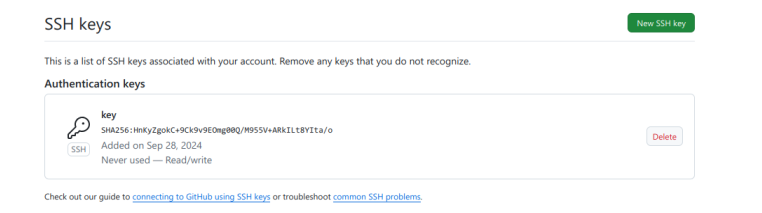 SSH keys
New SSH key
This is a list of SSH keys associated with your account. Remove any keys that you do not recognize.
Authentication keys
key
SHA256:HnKyZgokC+9Ck9v9EOmg00Q/M955V+ARkILt8YIta/o
SSH
Added on Sep 28, 2024
Never used — Read/write
Delete
Check out our guide to connecting to GitHub using SSH keys or troubleshoot common SSH problems.